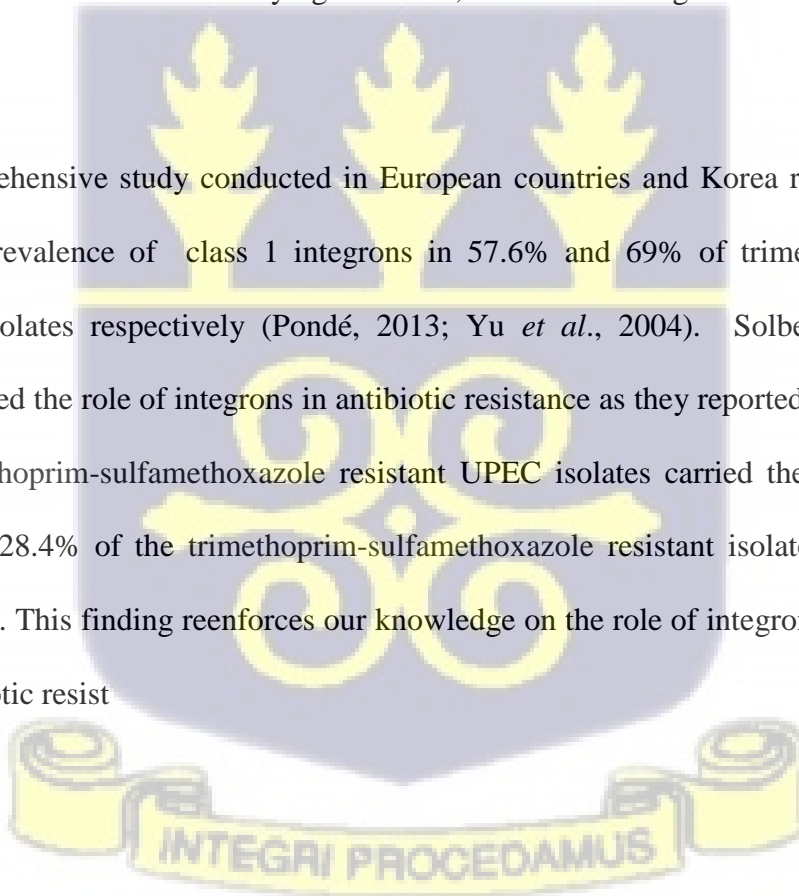 ehensive study conducted in European countries and Korea r
revalence of class 1 integrons in 57.6% and 69% of trime
olates respectively (Pondé, 2013; Yu et al., 2004). Solbe
ed the role of integrons in antibiotic resistance as they reported
hoprim-sulfamethoxazole resistant UPEC isolates carried the
28.4% of the trimethoprim-sulfamethoxazole resistant isolat
. This finding reenforces our knowledge on the role of integro
otic resist
INTEGRI PROCEDAMUS